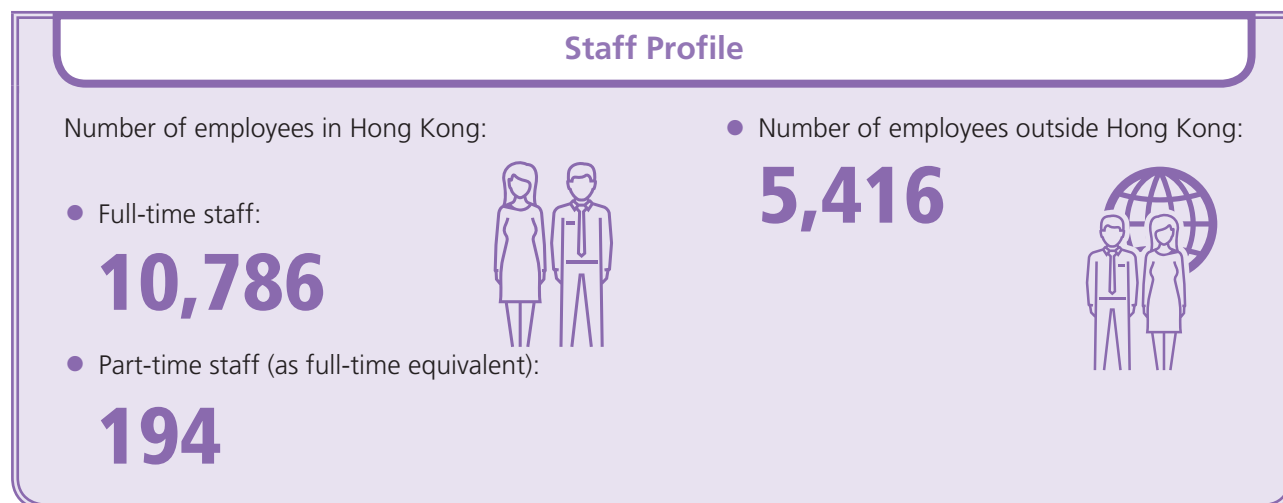 Staff Profile
Number of employees in Hong Kong:
● Full-time staff:
10,786
● Part-time staff (as full-time equivalent):
194
● Number of employees outside Hong Kong:
5,416